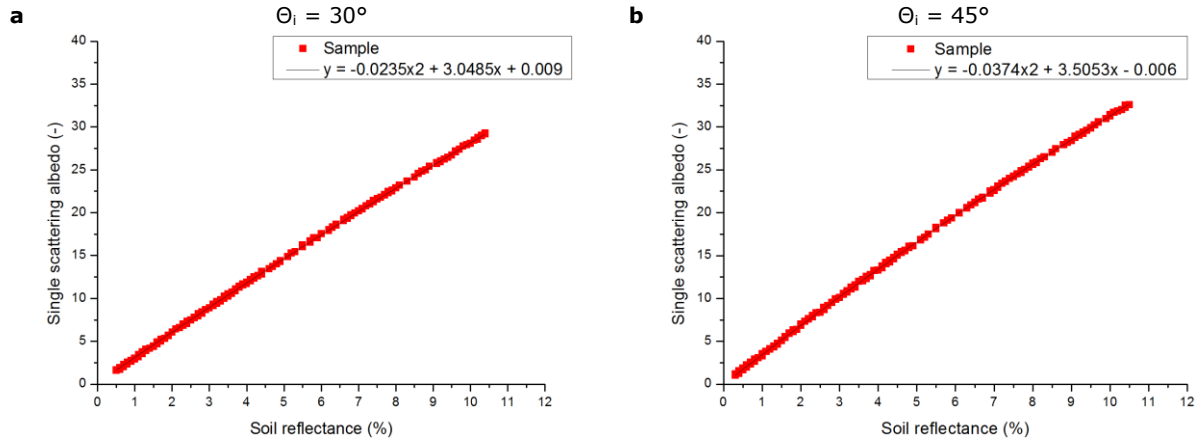 a
Θi = 30°
Sample
y = -0.0235x2 + 3.0485x + 0.009
Single scattering albedo (-)
40
35
30
25
20
15
10
5
0
0 1 2 3 4 5 6 7 8 9 10 11 12
Soil reflectance (%)
b
Θi = 45°
Sample
y = -0.0374x2 + 3.5053x - 0.006
Single scattering albedo (-)
40
35
30
25
20
15
10
5
0
0 1 2 3 4 5 6 7 8 9 10 11 12
Soil reflectance (%)